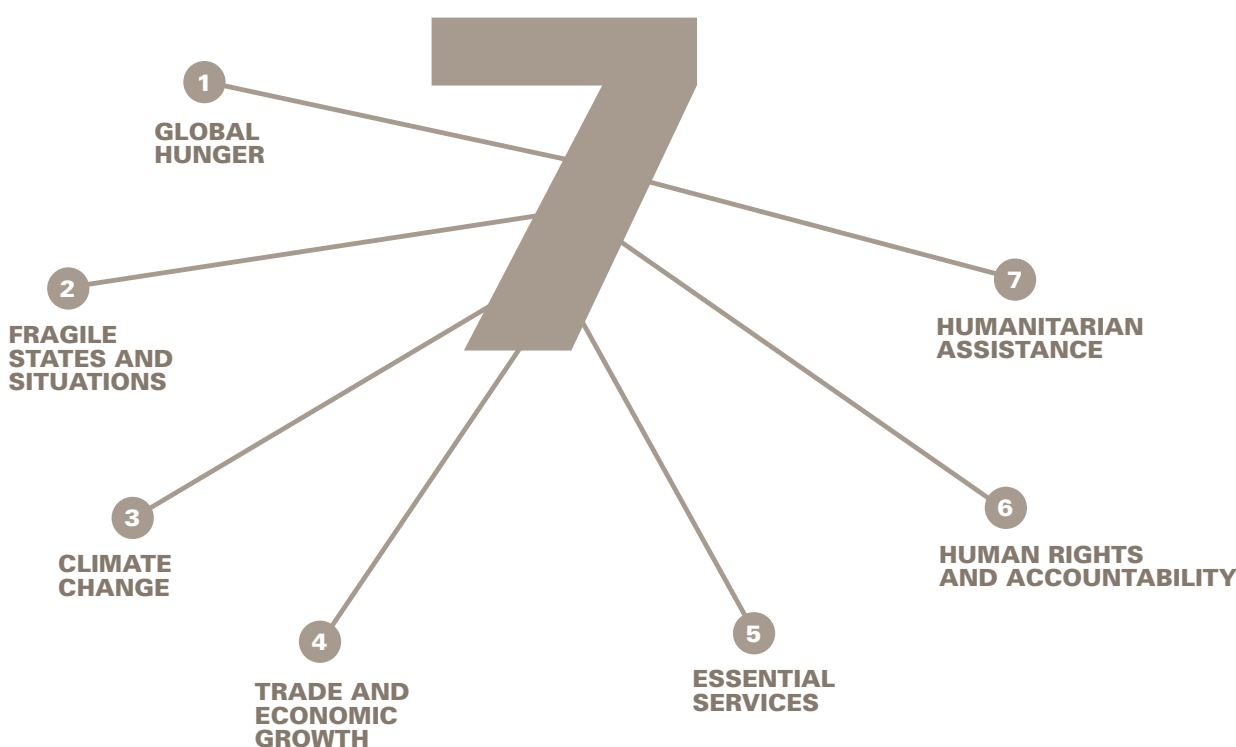 7
1
GLOBAL
HUNGER
2
FRAGILE
STATES AND
SITUATIONS
3
CLIMATE
CHANGE
4
TRADE AND
ECONOMIC
GROWTH
5
ESSENTIAL
SERVICES
6
HUMAN RIGHTS
AND ACCOUNTABILITY
7
HUMANITARIAN
ASSISTANCE